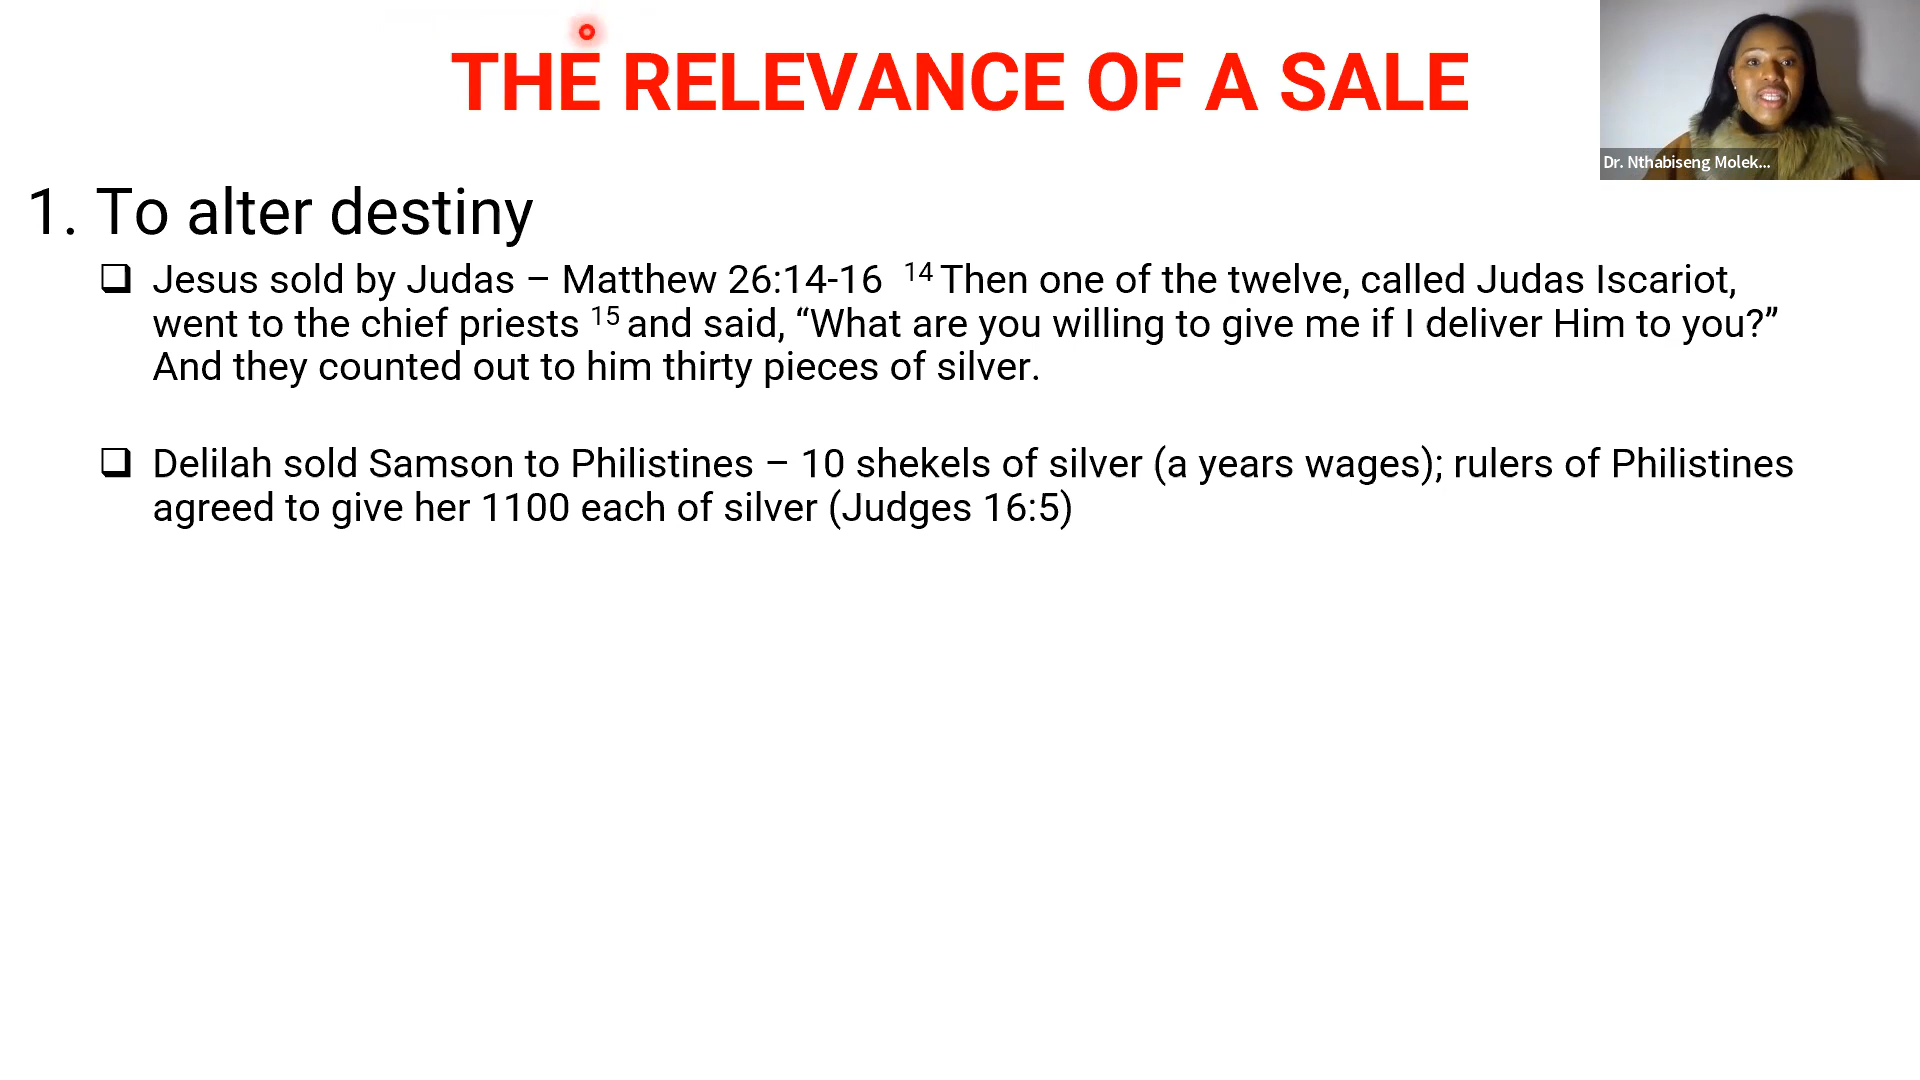 THE RELEVANCE OF A SALE
Dr. Nthabiseng Molek...
1. To alter destiny
❑ Jesus sold by Judas – Matthew 26:14-16 14 Then one of the twelve, called Judas Iscariot,
went to the chief priests 15 and said, “What are you willing to give me if I deliver Him to you?”
And they counted out to him thirty pieces of silver.
❑ Delilah sold Samson to Philistines – 10 shekels of silver (a years wages); rulers of Philistines
agreed to give her 1100 each of silver (Judges 16:5)